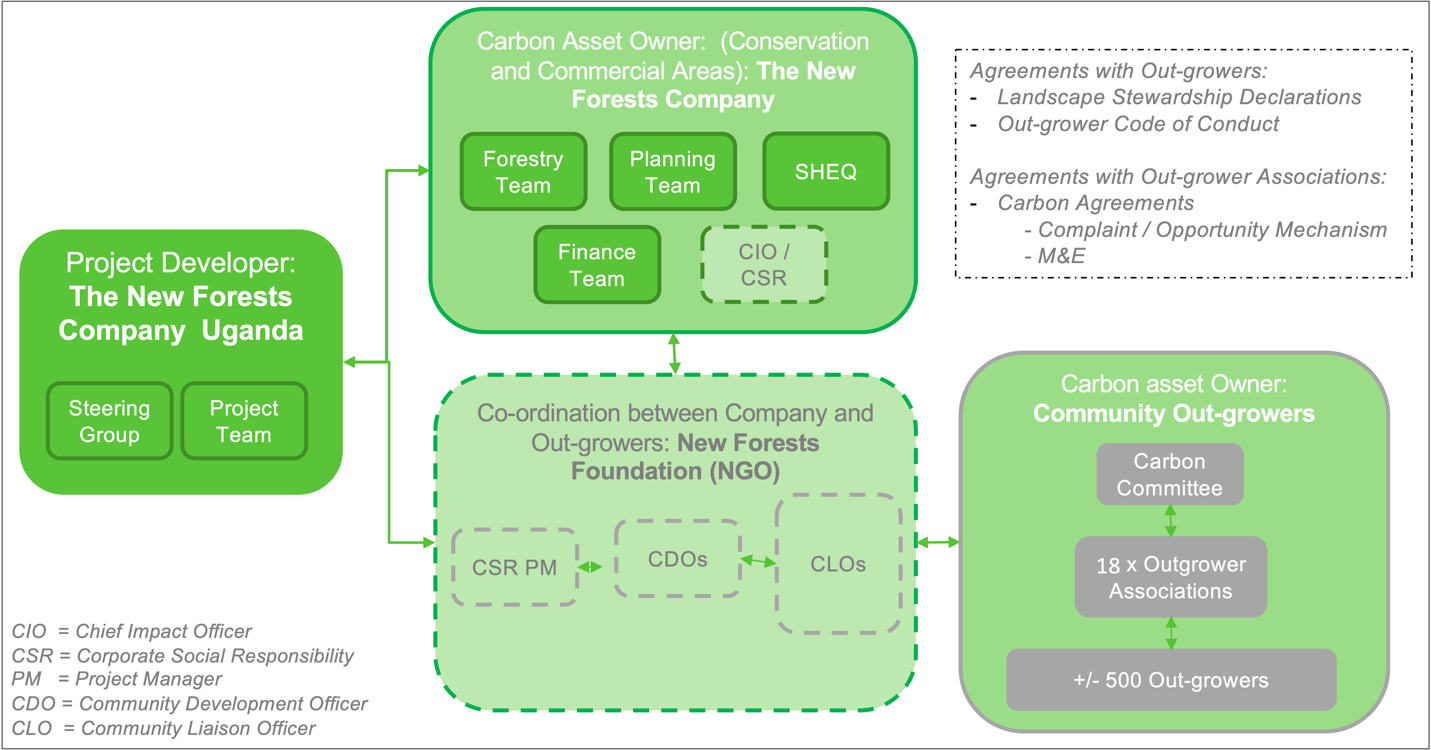 Carbon Asset Owner: (Conservation
and Commercial Areas): The New
Forests Company
Forestry
Team
Planning
Team
SHEQ
Finance
Team
CIO /
CSR
Agreements with Out-growers:
- Landscape Stewardship Declarations
- Out-grower Code of Conduct
Agreements with Out-grower Associations:
- Carbon Agreements
- Complaint / Opportunity Mechanism
- M&E
Project Developer:
The New Forests
Company Uganda
Steering
Group
Project
Team
Co-ordination between Company and
Out-growers: New Forests
Foundation (NGO)
CSR PM
CDOs
CLOs
Carbon asset Owner:
Community Out-growers
Carbon
Committee
18 x Outgrower
Associations
+/- 500 Out-growers
CIO = Chief Impact Officer
CSR = Corporate Social Responsibility
PM = Project Manager
CDO = Community Development Officer
CLO = Community Liaison Officer